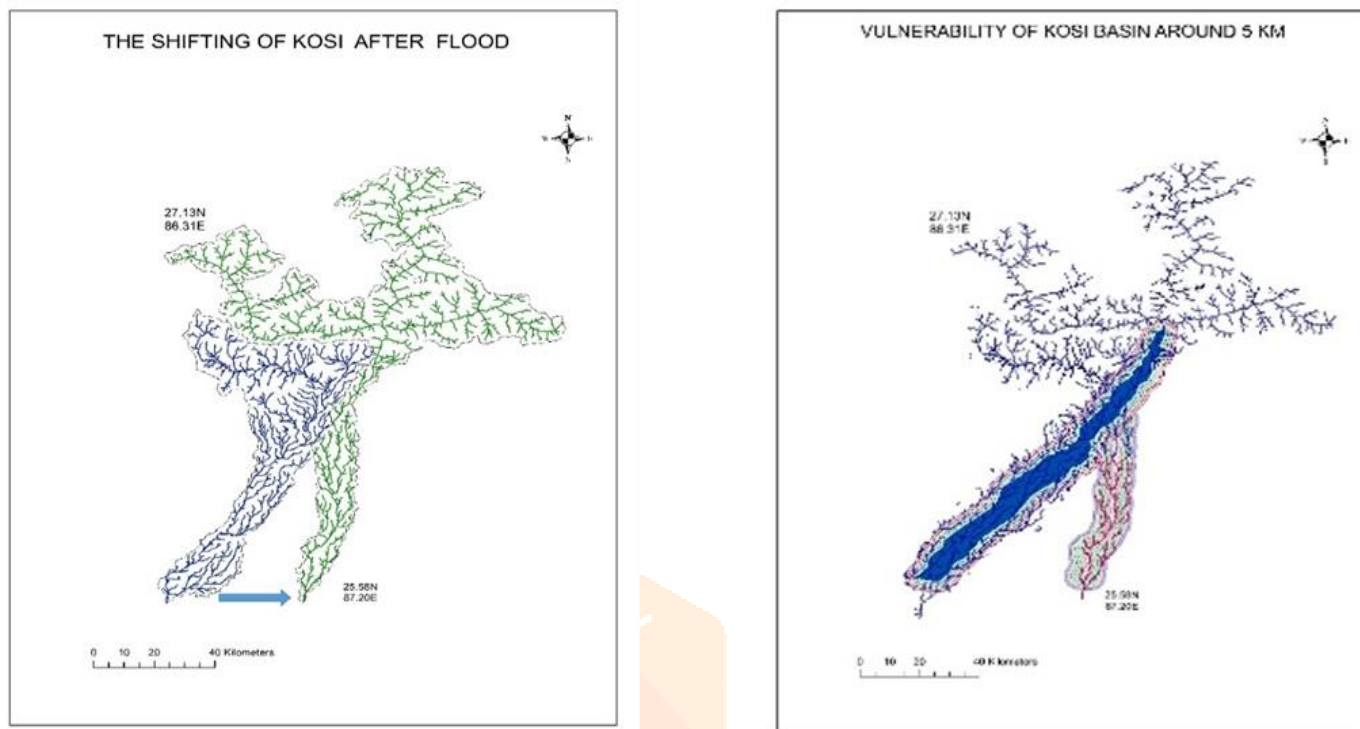 THE SHIFTING OF KOSI AFTER FLOOD
N
W E
S
27.13N
86.31E
25.58N
87.20E
0 10 20 40 Kilometers
VULNERABILITY OF KOSI BASIN AROUND 5 KM
27.13N
86.31E
25.58N
87.20E
0 10 20 40 Kilometers